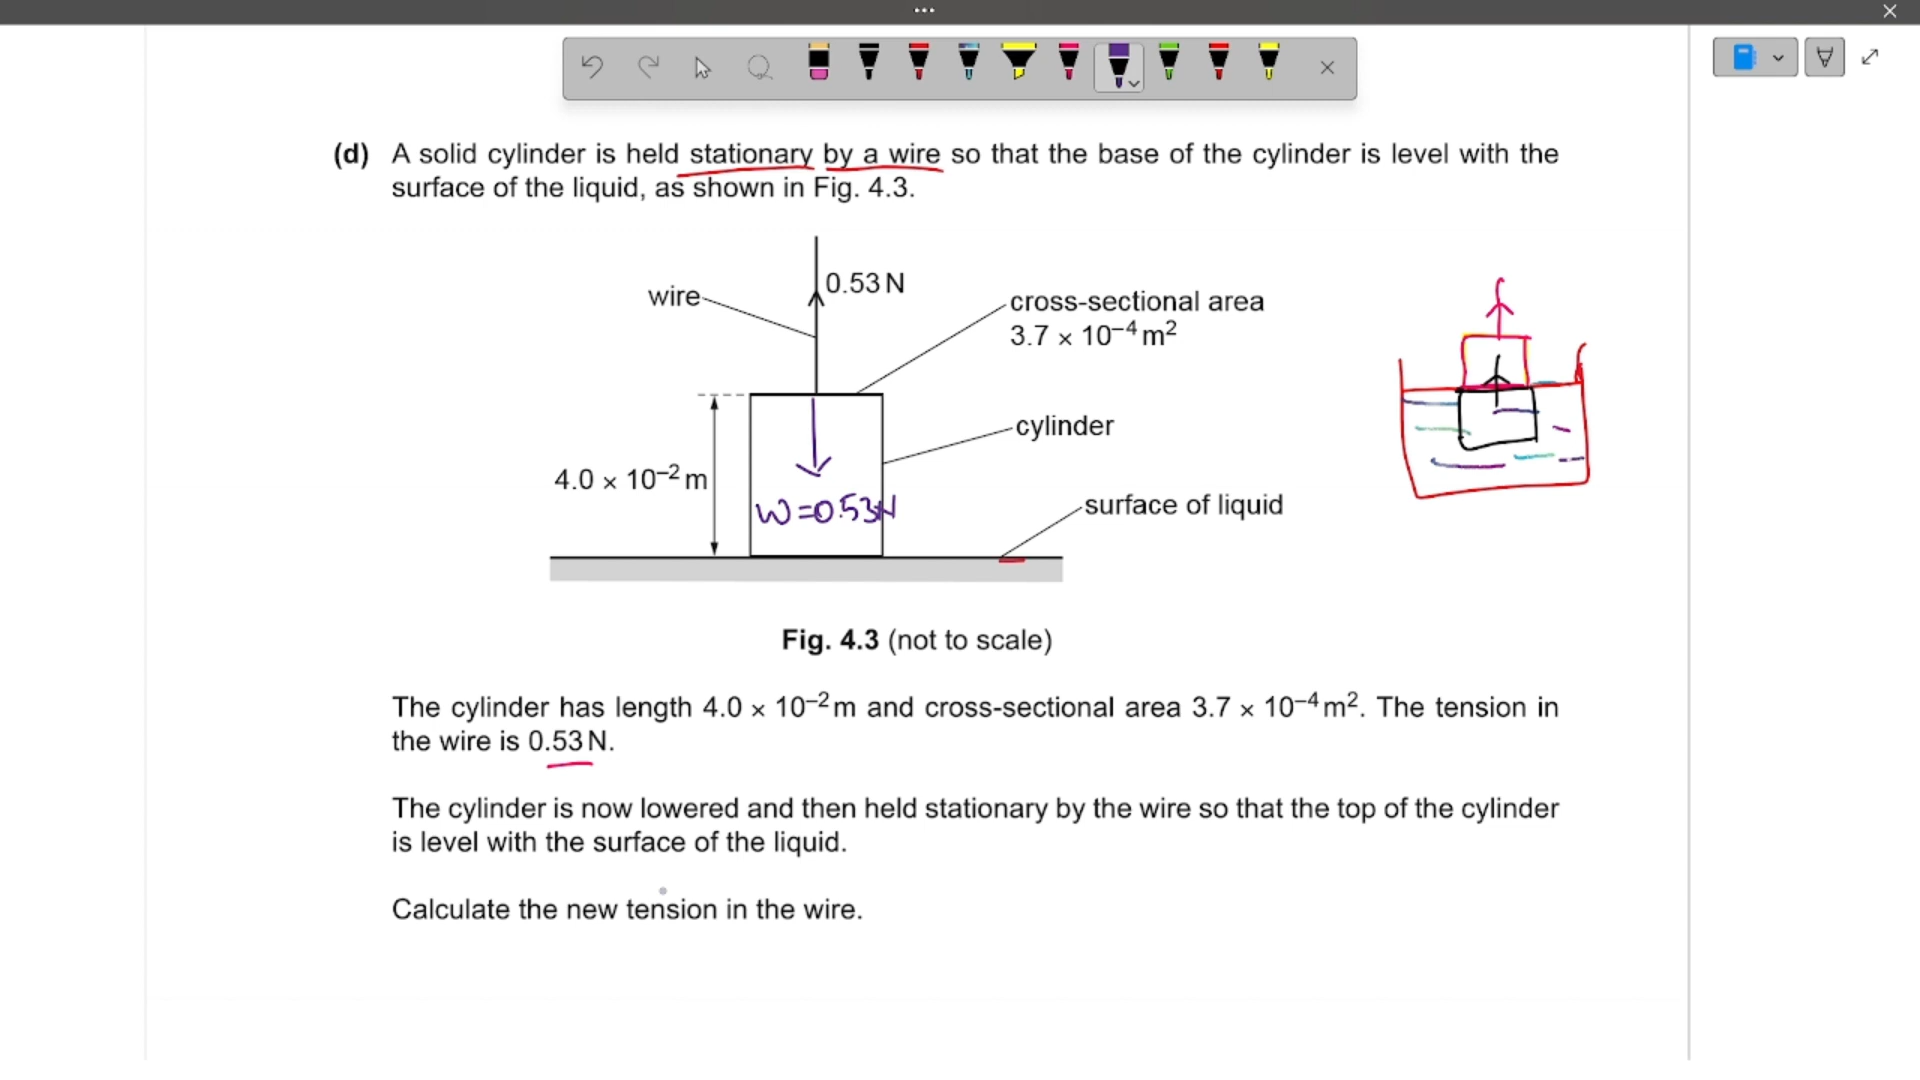 (d) A solid cylinder is held stationary by a wire so that the base of the cylinder is level with the
surface of the liquid, as shown in Fig. 4.3.
0.53 N
wire
cross-sectional area
3.7 × 10⁻⁴ m²
cylinder
4.0 × 10⁻² m
W=0.53N
surface of liquid
Fig. 4.3 (not to scale)
The cylinder has length 4.0 × 10⁻² m and cross-sectional area 3.7 × 10⁻⁴ m². The tension in
the wire is 0.53 N.
The cylinder is now lowered and then held stationary by the wire so that the top of the cylinder
is level with the surface of the liquid.
Calculate the new tension in the wire.